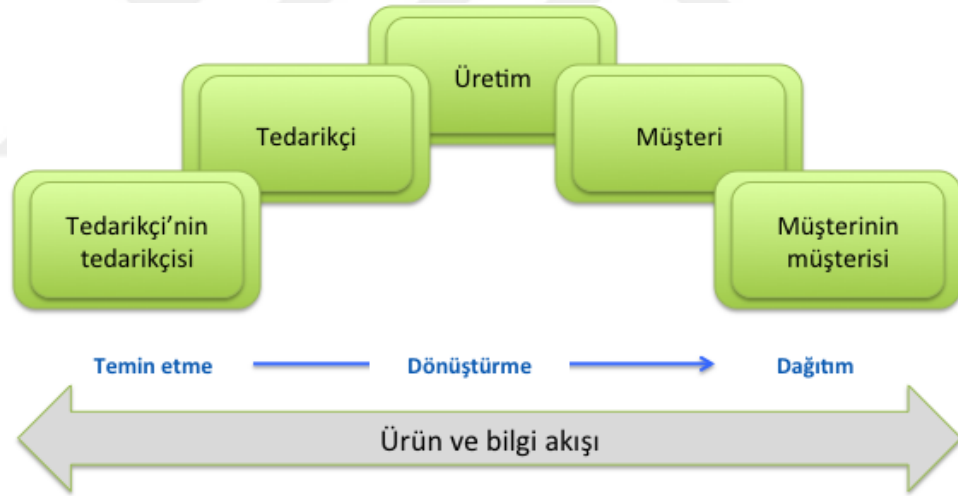 Üretim
Tedarikçi
Müşteri
Tedarikçi’nin
tedarikçisi
Müşterinin
müşterisi
Temin etme
Dönüştürme
Dağıtım
Ürün ve bilgi akışı